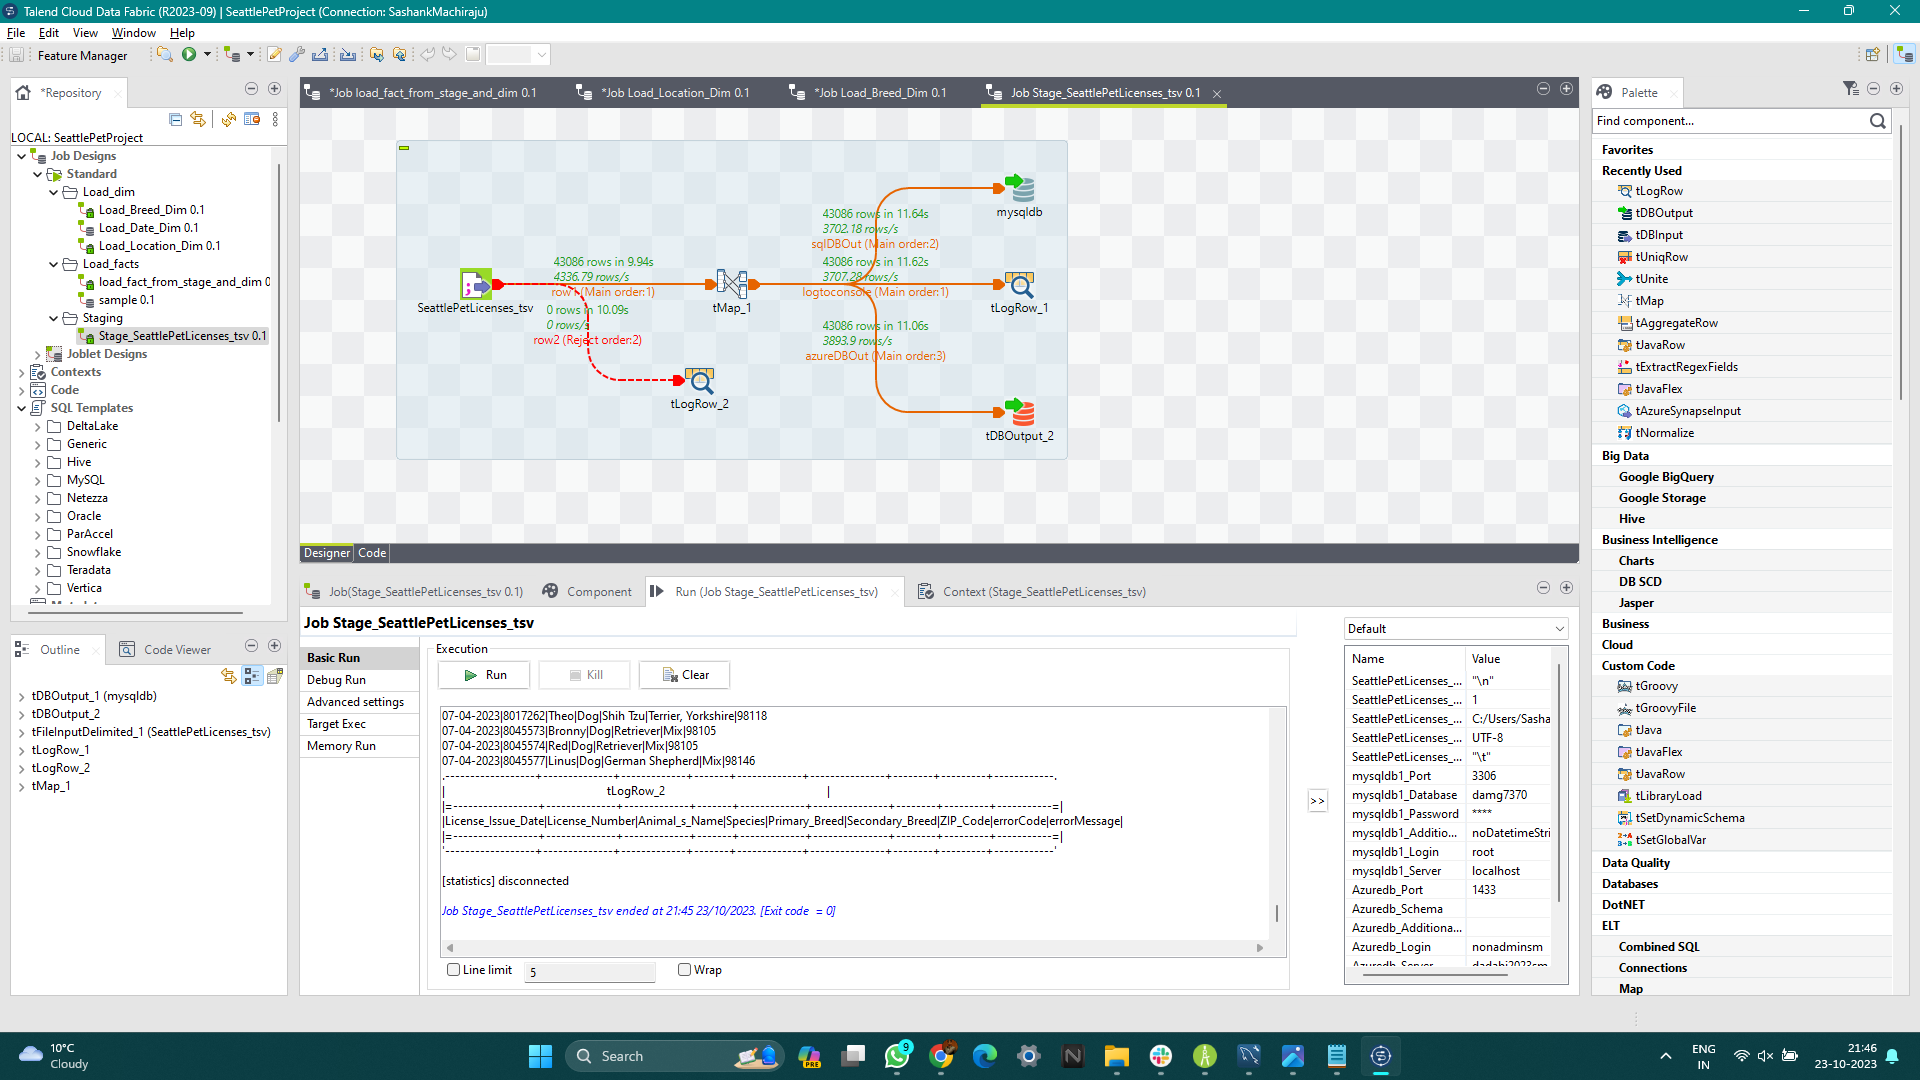 Talend Cloud Data Fabric (R2023-09) | SeattlePetProject (Connection: SashankMachiraju)
File Edit View Window Help
Feature Manager
*Repository
LOCAL: SeattlePetProject
Job Designs
Standard
Load_dim
Load_Breed_Dim 0.1
Load_Date_Dim 0.1
Load_Location_Dim 0.1
Load_facts
load_fact_from_stage_and_dim 0
sample 0.1
Staging
Stage_SeattlePetLicenses_tsv 0.1
Joblet Designs
Contexts
Code
SQL Templates
DeltaLake
Generic
Hive
MySQL
Netezza
Oracle
ParAccel
Snowflake
Teradata
Vertica
Outline
Code Viewer
tDBOutput_1 (mysqldb)
tDBOutput_2
tFileInputDelimited_1 (SeattlePetLicenses_tsv)
tLogRow_1
tLogRow_2
tMap_1
*Job load_fact_from_stage_and_dim 0.1
*Job Load_Location_Dim 0.1
*Job Load_Breed_Dim 0.1
Job Stage_SeattlePetLicenses_tsv 0.1
mysqldb
43086 rows in 11.64s
3702.18 rows/s
sqlDBOut (Main order:2)
43086 rows in 9.94s
4336.79 rows/s
row1 (Main order:1)
43086 rows in 11.62s
3707.28 rows/s
logtoconsole (Main order:1)
SeattlePetLicenses_tsv
tMap_1
tLogRow_1
0 rows in 10.09s
0 rows/s
row2 (Reject order:2)
43086 rows in 11.06s
3893.9 rows/s
azureDBOut (Main order:3)
tLogRow_2
tDBOutput_2
Designer
Code
Job(Stage_SeattlePetLicenses_tsv 0.1)
Component
Run (Job Stage_SeattlePetLicenses_tsv)
Context (Stage_SeattlePetLicenses_tsv)
Job Stage_SeattlePetLicenses_tsv
Basic Run
Debug Run
Advanced settings
Target Exec
Memory Run
Execution
Run
Kill
Clear
07-04-2023|8017262|Theo|Dog|Shih Tzu|Terrier, Yorkshire|98118
07-04-2023|8045573|Bronny|Dog|Retriever|Mix|98105
07-04-2023|8045574|Red|Dog|Retriever|Mix|98105
07-04-2023|8045577|Linus|Dog|German Shepherd|Mix|98146
.------------------+--------------+-------------+-------+-------------+---------------+--------+---------+------------.
| tLogRow_2 |
|=-----------------+--------------+-------------+-------+-------------+---------------+--------+---------+-----------=|
|License_Issue_Date|License_Number|Animal_s_Name|Species|Primary_Breed|Secondary_Breed|ZIP_Code|errorCode|errorMessage|
|=-----------------+--------------+-------------+-------+-------------+---------------+--------+---------+-----------=|
'------------------+--------------+-------------+-------+-------------+---------------+--------+---------+------------'
[statistics] disconnected
Job Stage_SeattlePetLicenses_tsv ended at 21:45 23/10/2023. [Exit code = 0]
Line limit
5
Wrap
>>
Default
Name Value
SeattlePetLicenses_... "\n"
SeattlePetLicenses_... 1
SeattlePetLicenses_... C:/Users/Sasha
SeattlePetLicenses_... UTF-8
SeattlePetLicenses_... "\t"
mysqldb1_Port 3306
mysqldb1_Database damg7370
mysqldb1_Password ****
mysqldb1_Additio... noDatetimeStri
mysqldb1_Login root
mysqldb1_Server localhost
Azuredb_Port 1433
Azuredb_Schema
Azuredb_Additiona...
Azuredb_Login nonadminsm
Azuredb_Server
Palette
Find component...
Favorites
Recently Used
tLogRow
tDBOutput
tDBInput
tUniqRow
tUnite
tMap
tAggregateRow
tJavaRow
tExtractRegexFields
tJavaFlex
tAzureSynapseInput
tNormalize
Big Data
Google BigQuery
Google Storage
Hive
Business Intelligence
Charts
DB SCD
Jasper
Business
Cloud
Custom Code
tGroovy
tGroovyFile
tJava
tJavaFlex
tJavaRow
tLibraryLoad
tSetDynamicSchema
tSetGlobalVar
Data Quality
Databases
DotNET
ELT
Combined SQL
Connections
Map
10°C
Cloudy
Search
PRE
9
ENG
IN
21:46
23-10-2023